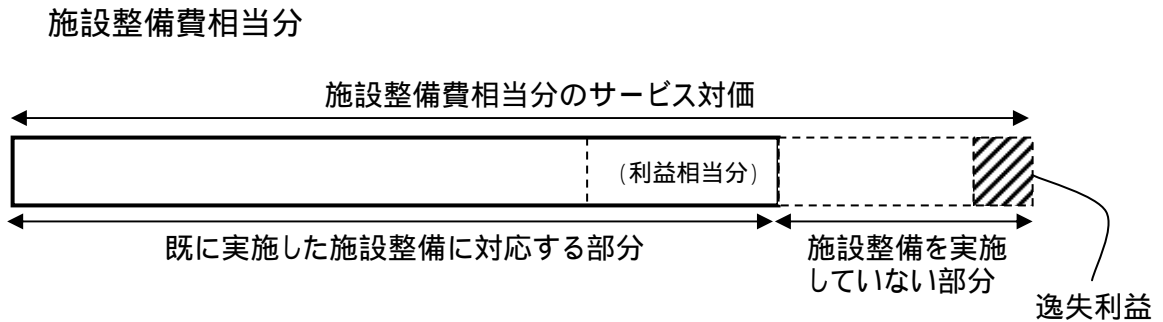 施設整備費相当分
施設整備費相当分のサービス対価
(利益相当分)
既に実施した施設整備に対応する部分
施設整備を実施
していない部分
逸失利益